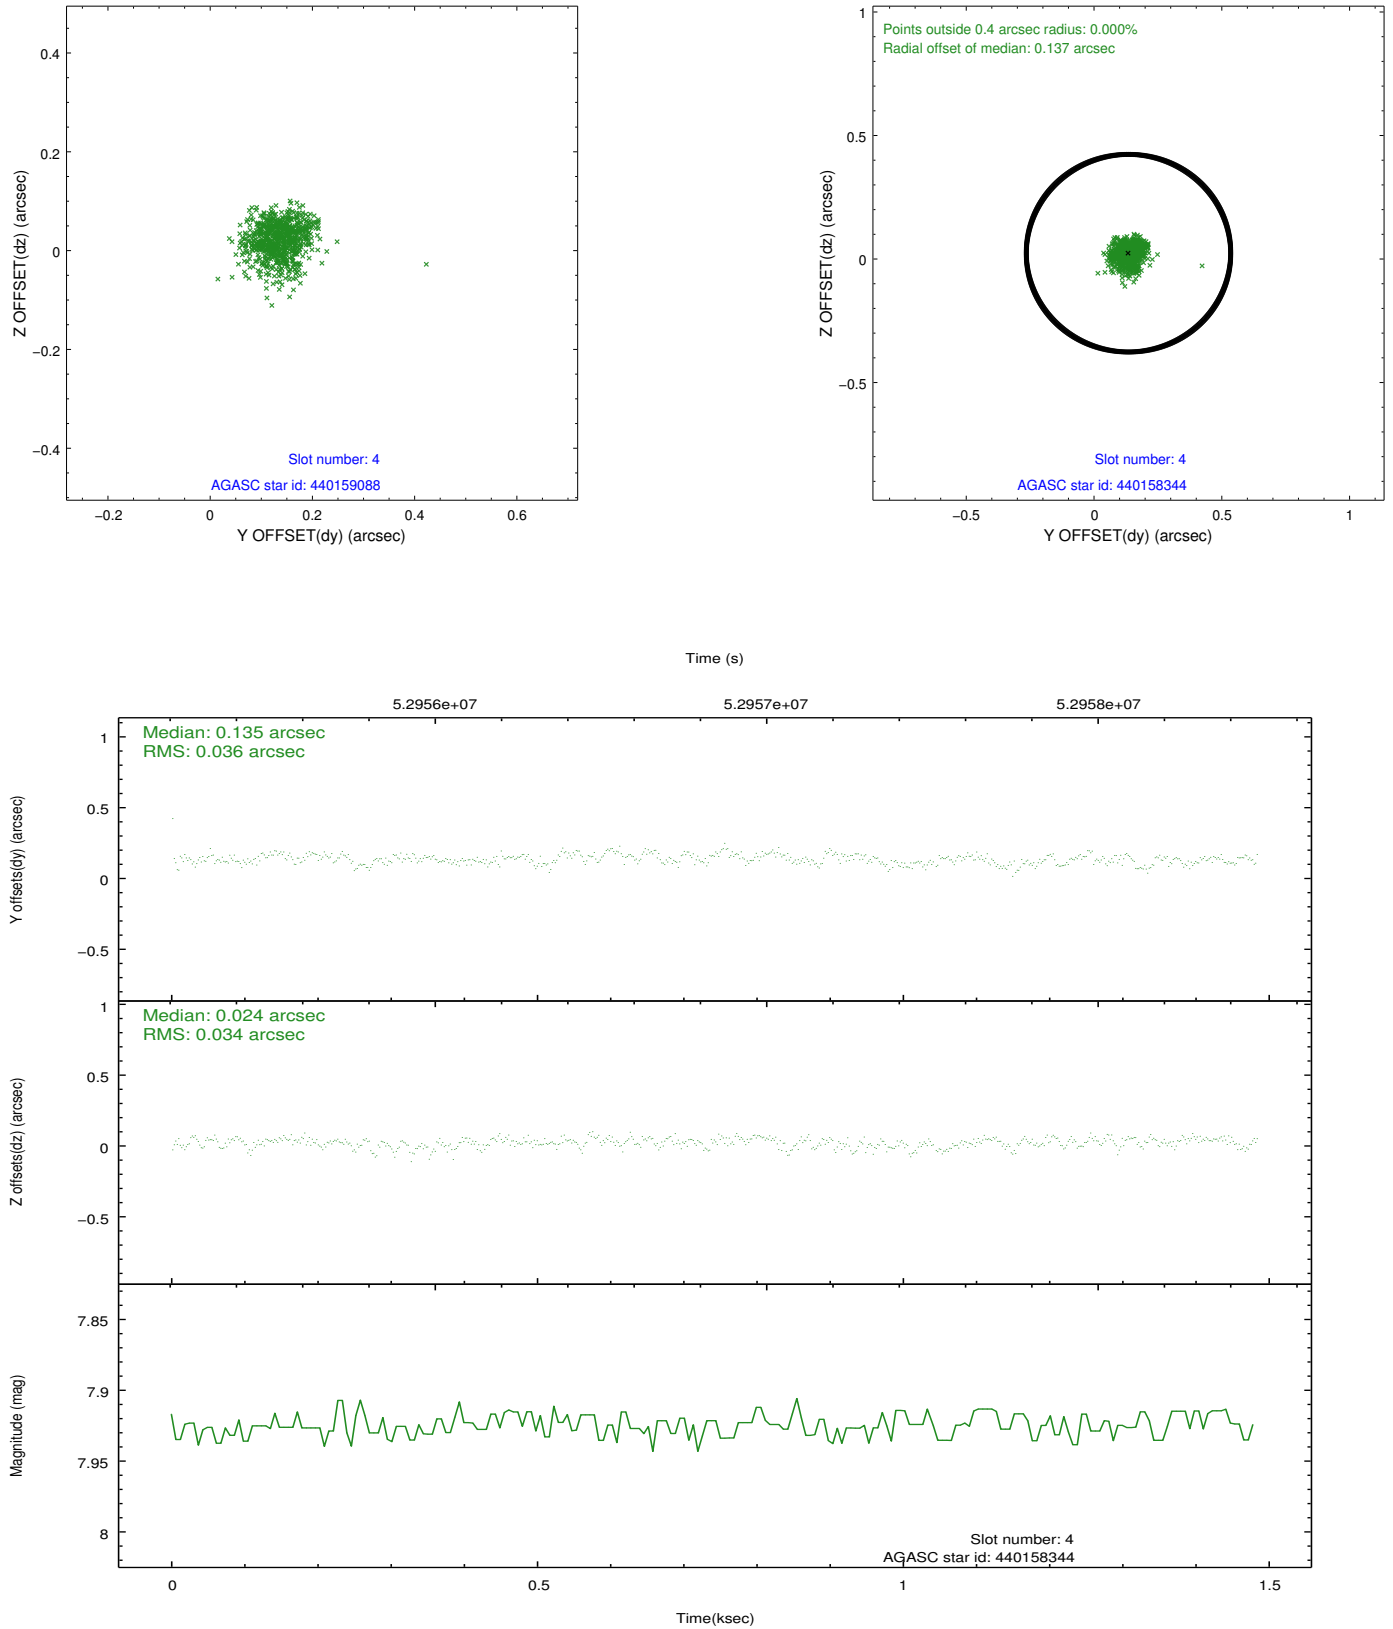 0.4
0.2
0
−0.2
−0.4
Z OFFSET(dz) (arcsec)
Slot number: 4
AGASC star id: 440159088
−0.2 0 0.2 0.4 0.6
Y OFFSET(dy) (arcsec)
1
0.5
0
−0.5
Z OFFSET(dz) (arcsec)
Points outside 0.4 arcsec radius: 0.000%
Radial offset of median: 0.137 arcsec
Slot number: 4
AGASC star id: 440158344
−0.5 0 0.5 1
Y OFFSET(dy) (arcsec)
Time (s)
5.2956e+07 5.2957e+07 5.2958e+07
Median: 0.135 arcsec
RMS: 0.036 arcsec
1
0.5
0
−0.5
Y offsets(dy) (arcsec)
Median: 0.024 arcsec
RMS: 0.034 arcsec
1
0.5
0
−0.5
Z offsets(dz) (arcsec)
7.85
7.9
7.95
8
Magnitude (mag)
Slot number: 4
AGASC star id: 440158344
0 0.5 1 1.5
Time(ksec)